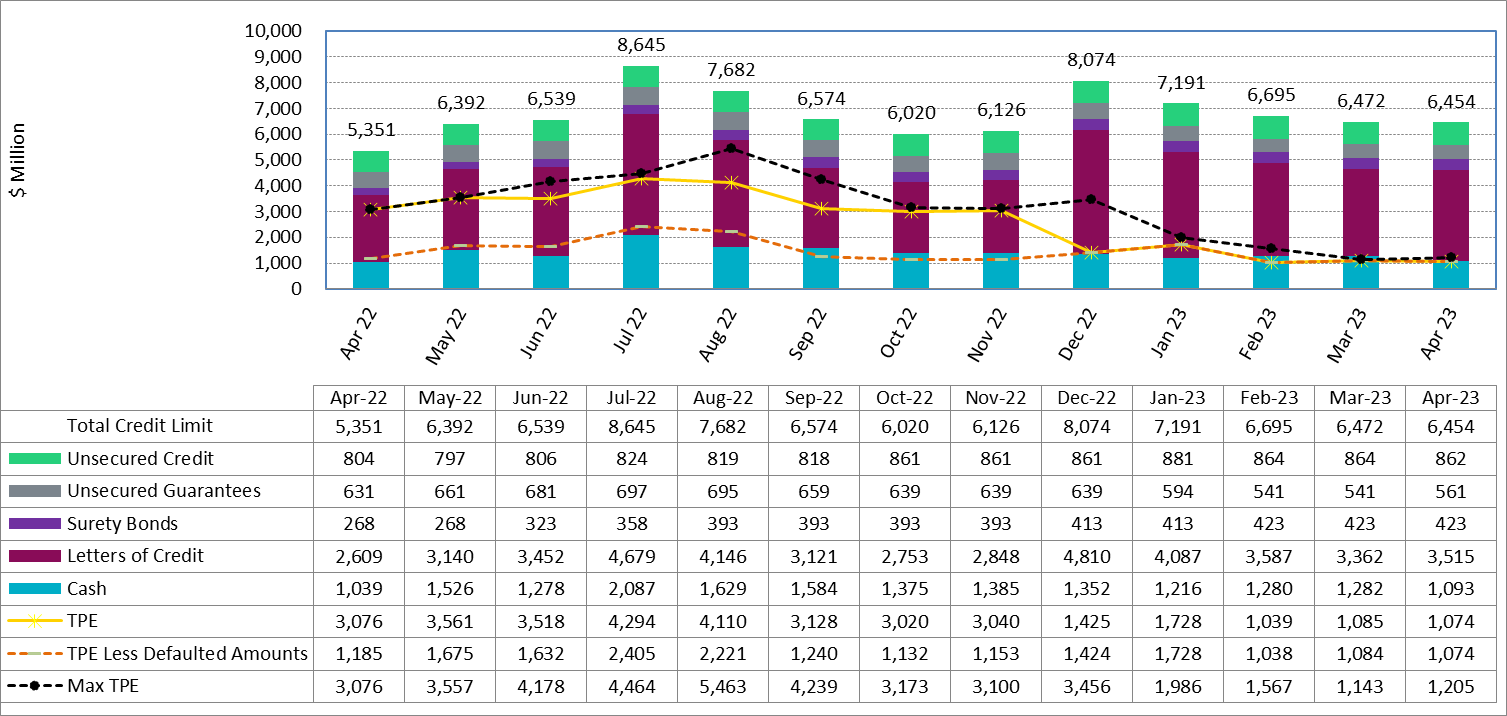 10,000
9,000
8,000
7,000
6,000
5,000
4,000
3,000
2,000
1,000
0
$ Million
5,351
6,392
6,539
8,645
7,682
6,574
6,020
6,126
8,074
7,191
6,695
6,472
6,454
Apr 22
May 22
Jun 22
Jul 22
Aug 22
Sep 22
Oct 22
Nov 22
Dec 22
Jan 23
Feb 23
Mar 23
Apr 23
Apr-22 May-22 Jun-22 Jul-22 Aug-22 Sep-22 Oct-22 Nov-22 Dec-22 Jan-23 Feb-23 Mar-23 Apr-23
Total Credit Limit 5,351 6,392 6,539 8,645 7,682 6,574 6,020 6,126 8,074 7,191 6,695 6,472 6,454
Unsecured Credit 804 797 806 824 819 818 861 861 861 881 864 864 862
Unsecured Guarantees 631 661 681 697 695 659 639 639 639 594 541 541 561
Surety Bonds 268 268 323 358 393 393 393 393 413 413 423 423 423
Letters of Credit 2,609 3,140 3,452 4,679 4,146 3,121 2,753 2,848 4,810 4,087 3,587 3,362 3,515
Cash 1,039 1,526 1,278 2,087 1,629 1,584 1,375 1,385 1,352 1,216 1,280 1,282 1,093
TPE 3,076 3,561 3,518 4,294 4,110 3,128 3,020 3,040 1,425 1,728 1,039 1,085 1,074
TPE Less Defaulted Amounts 1,185 1,675 1,632 2,405 2,221 1,240 1,132 1,153 1,424 1,728 1,038 1,084 1,074
Max TPE 3,076 3,557 4,178 4,464 5,463 4,239 3,173 3,100 3,456 1,986 1,567 1,143 1,205